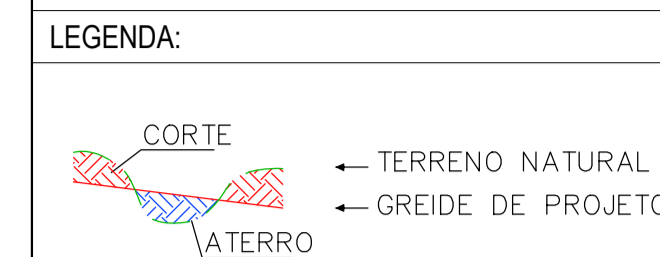 LEGENDA:
CORTE
TERRENO NATURAL
GREIDE DE PROJETO
ATERRO